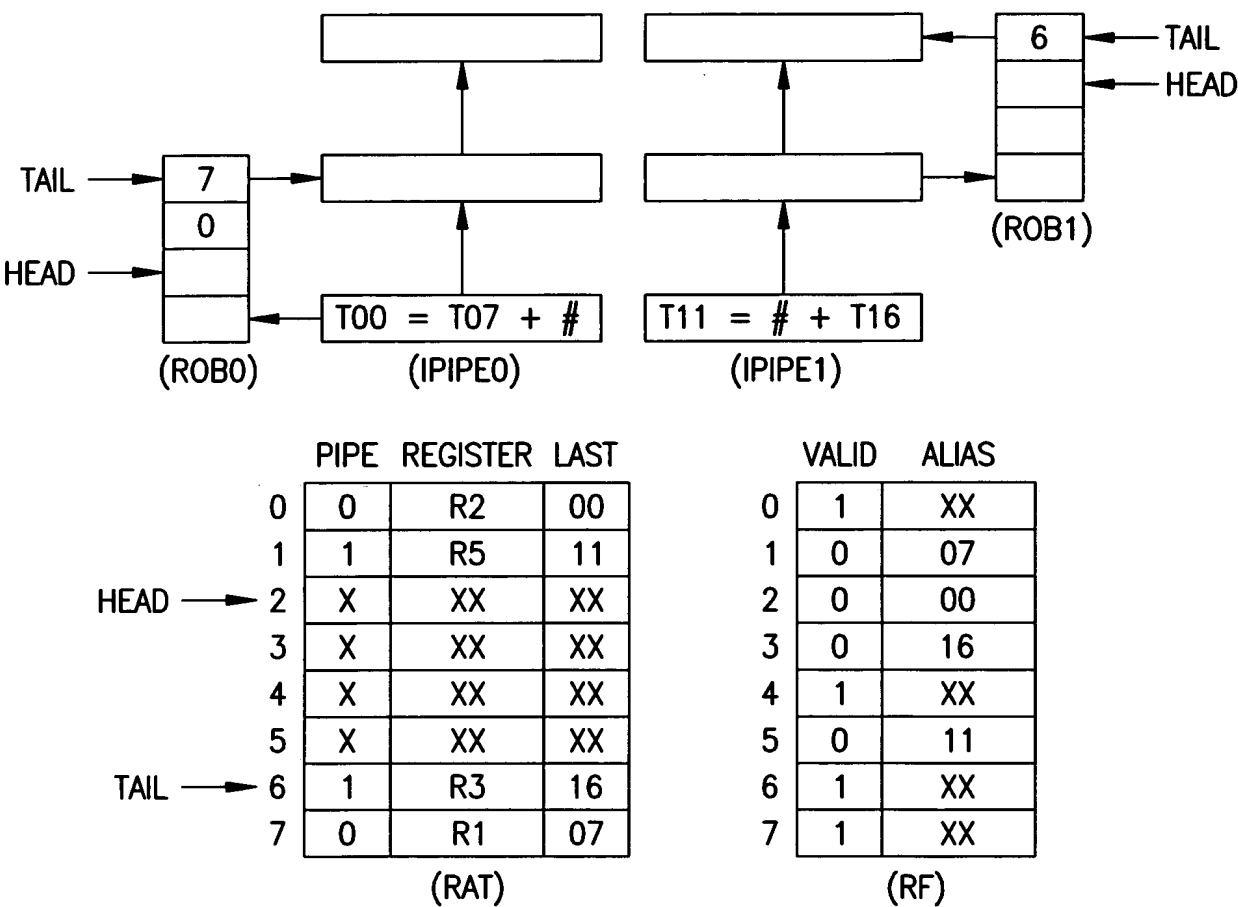 6 TAIL
HEAD
TAIL 7
0 (ROB1)
HEAD
T00 = T07 + # T11 = # + T16
(ROB0) (IPIPE0) (IPIPE1)
PIPE REGISTER LAST VALID ALIAS
0 0 R2 00 0 1 XX
1 1 R5 11 1 0 07
HEAD 2 X XX XX 2 0 00
3 X XX XX 3 0 16
4 X XX XX 4 1 XX
5 X XX XX 5 0 11
TAIL 6 1 R3 16 6 1 XX
7 0 R1 07 7 1 XX
(RAT) (RF)